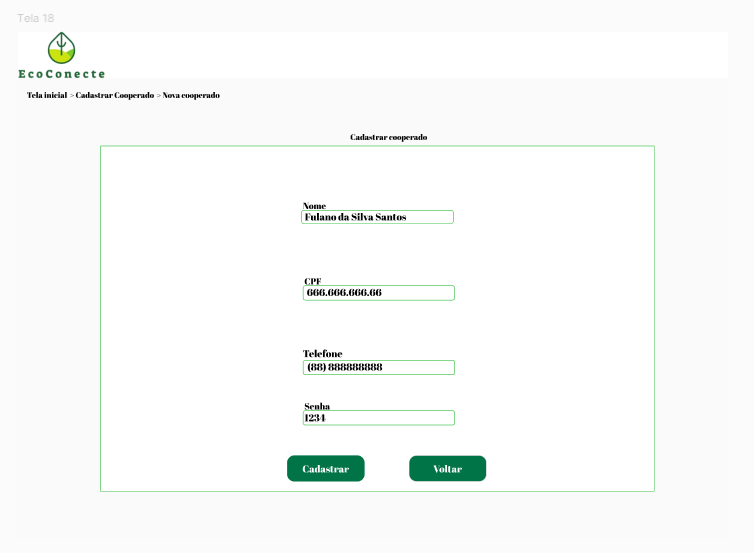 Tela 18
EcoConecte
Tela inicial > Cadastrar Cooperado > Nova cooperado
Cadastrar cooperado
Nome
Fulano da Silva Santos
CPF
666.666.666.66
Telefone
(88) 888888888
Senha
1234
Cadastrar
Voltar